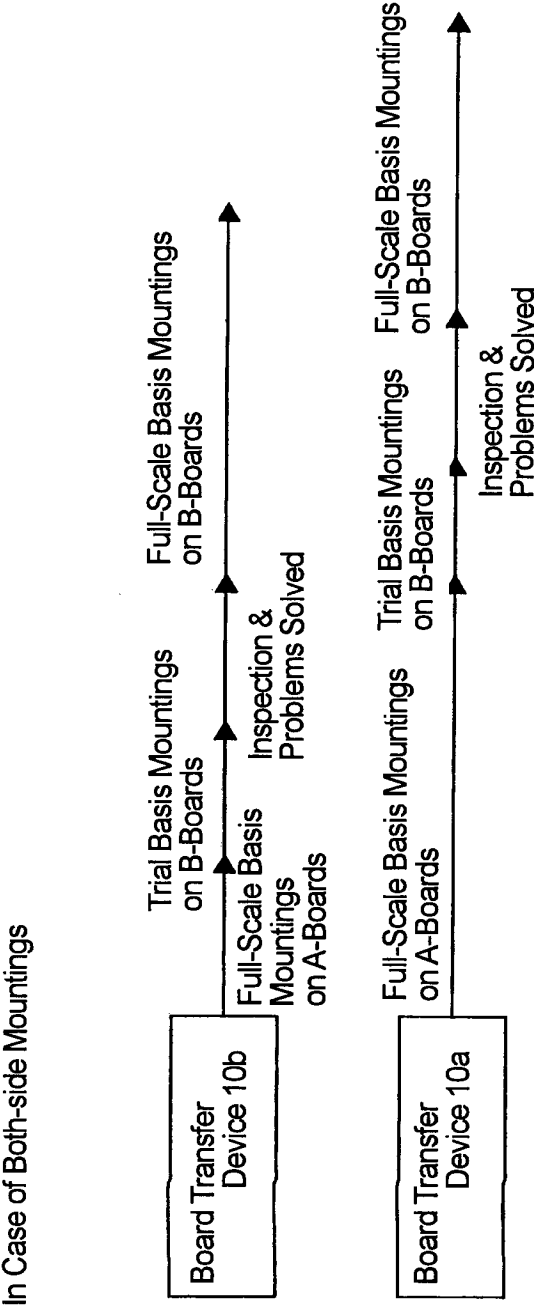 In Case of Both-side Mountings
Board Transfer
Device 10b
Full-Scale Basis
Mountings
on A-Boards
Trial Basis Mountings
on B-Boards
Inspection &
Problems Solved
Full-Scale Basis Mountings
on B-Boards
Board Transfer
Device 10a
Full-Scale Basis Mountings
on A-Boards
Trial Basis Mountings
on B-Boards
Inspection &
Problems Solved
Full-Scale Basis Mountings
on B-Boards